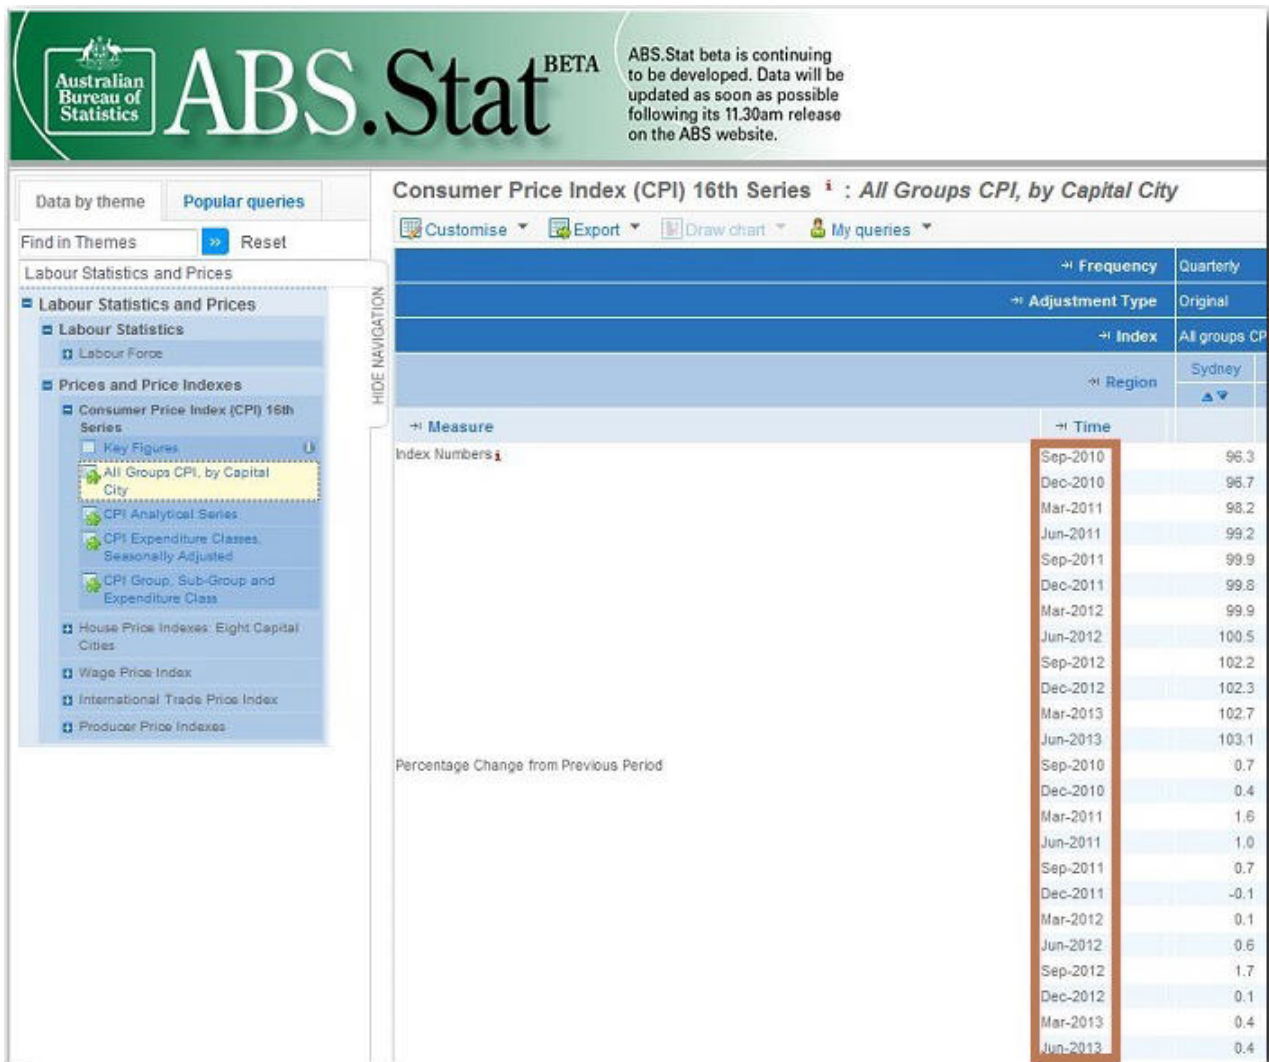 Australian
Bureau of
Statistics
ABS.Stat BETA
ABS.Stat beta is continuing
to be developed. Data will be
updated as soon as possible
following its 11.30am release
on the ABS website.
Data by theme
Popular queries
Find in Themes
»
Reset
Labour Statistics and Prices
Labour Statistics and Prices
Labour Statistics
Labour Force
Prices and Price Indexes
Consumer Price Index (CPI) 16th
Series
Key Figures
All Groups CPI, by Capital
City
CPI Analytical Series
CPI Expenditure Classes,
Seasonally Adjusted
CPI Group, Sub-Group and
Expenditure Class
House Price Indexes: Eight Capital
Cities
Wage Price Index
International Trade Price Index
Producer Price Indexes
HIDE NAVIGATION
Consumer Price Index (CPI) 16th Series i : All Groups CPI, by Capital City
Customise Export Draw chart My queries
Frequency Quarterly
Adjustment Type Original
Index All groups CP
Region Sydney
Measure Time
Index Numbers i Sep-2010 96.3
Dec-2010 96.7
Mar-2011 98.2
Jun-2011 99.2
Sep-2011 99.9
Dec-2011 99.8
Mar-2012 99.9
Jun-2012 100.5
Sep-2012 102.2
Dec-2012 102.3
Mar-2013 102.7
Jun-2013 103.1
Percentage Change from Previous Period Sep-2010 0.7
Dec-2010 0.4
Mar-2011 1.6
Jun-2011 1.0
Sep-2011 0.7
Dec-2011 -0.1
Mar-2012 0.1
Jun-2012 0.6
Sep-2012 1.7
Dec-2012 0.1
Mar-2013 0.4
Jun-2013 0.4